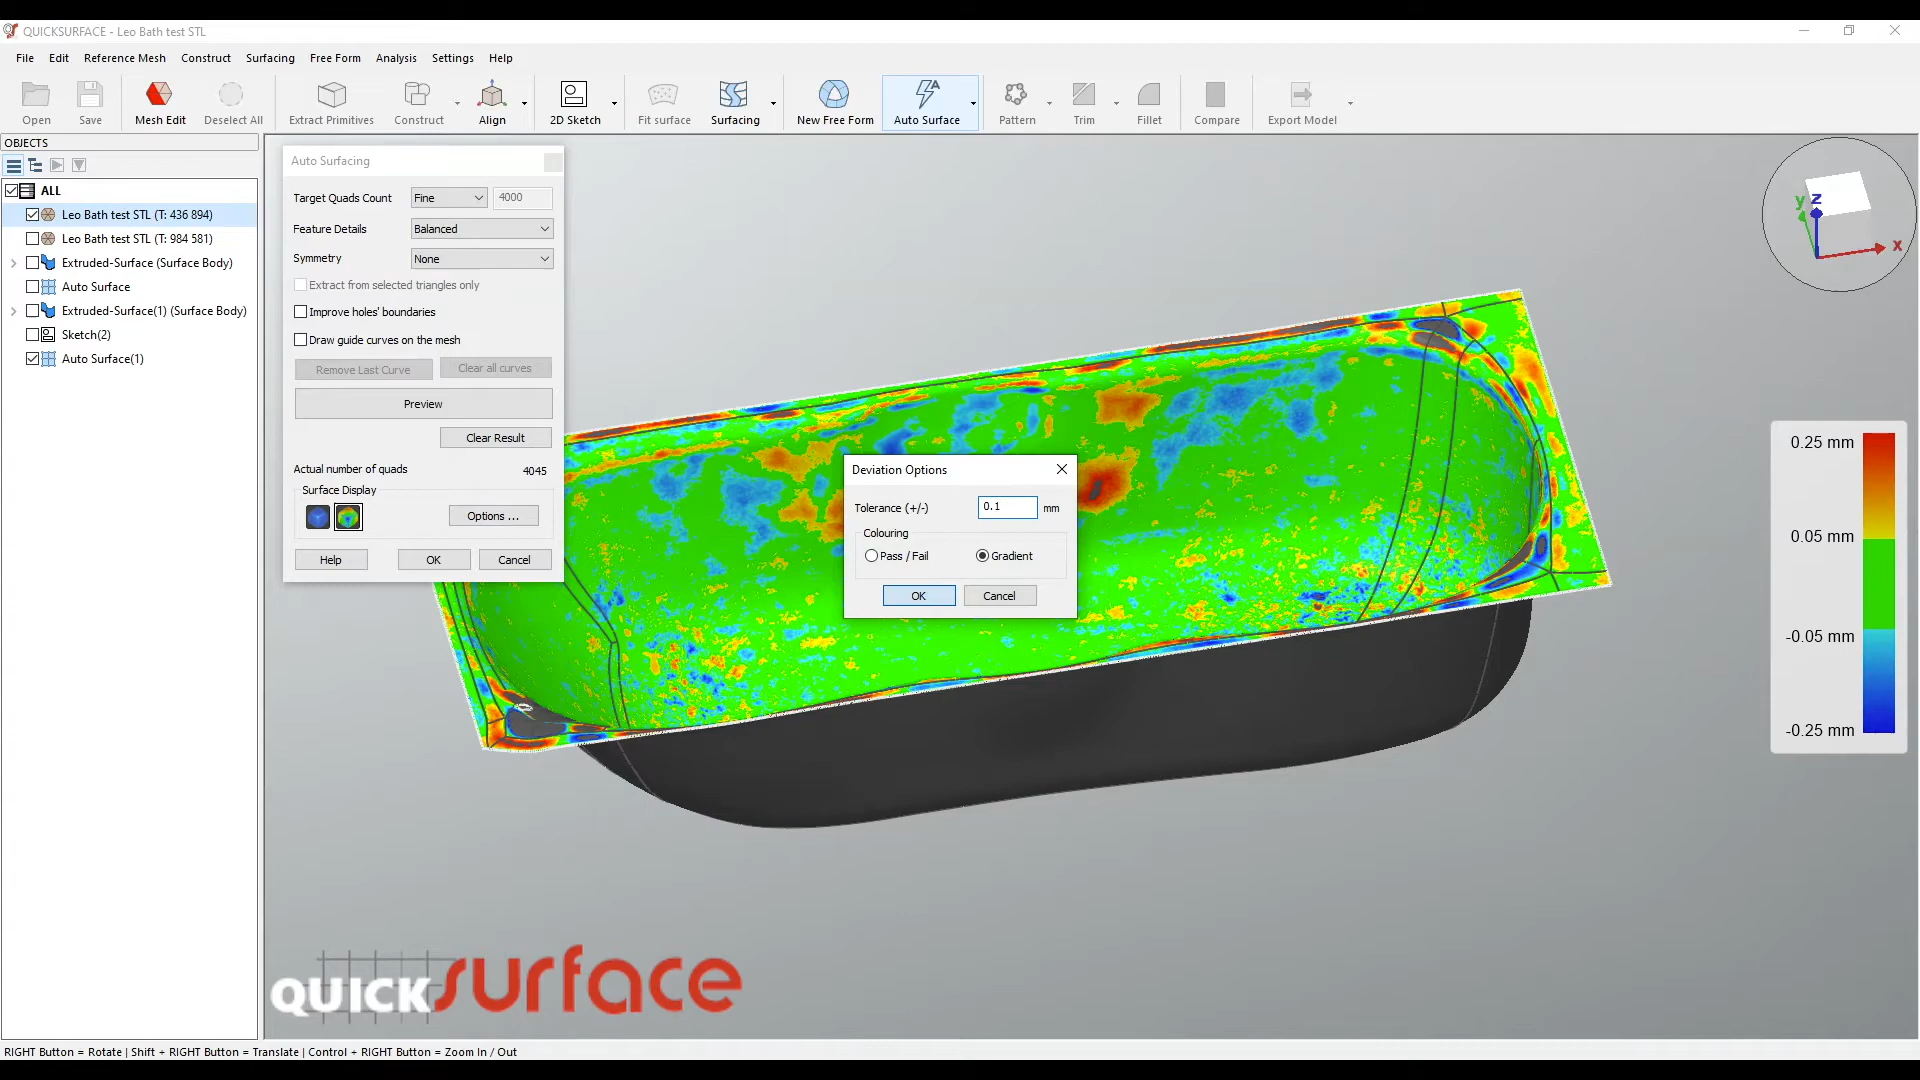 QUICKSURFACE - Leo Bath test STL
File Edit Reference Mesh Construct Surfacing Free Form Analysis Settings Help
Open Save Mesh Edit Deselect All Extract Primitives Construct Align 2D Sketch Fit surface Surfacing New Free Form Auto Surface Pattern Trim Fillet Compare Export Model
OBJECTS
ALL
Leo Bath test STL (T: 436 894)
Leo Bath test STL (T: 984 581)
Extruded-Surface (Surface Body)
Auto Surface
Extruded-Surface(1) (Surface Body)
Sketch(2)
Auto Surface(1)
Auto Surfacing
Target Quads Count Fine 4000
Feature Details Balanced
Symmetry None
Extract from selected triangles only
Improve holes' boundaries
Draw guide curves on the mesh
Remove Last Curve Clear all curves
Preview
Clear Result
Actual number of quads 4045
Surface Display
Options ...
Help OK Cancel
Deviation Options
Tolerance (+/-) 0.1 mm
Colouring
Pass / Fail Gradient
OK Cancel
y z x
0.25 mm
0.05 mm
-0.05 mm
-0.25 mm
QUICKSURFACE
RIGHT Button = Rotate | Shift + RIGHT Button = Translate | Control + RIGHT Button = Zoom In / Out